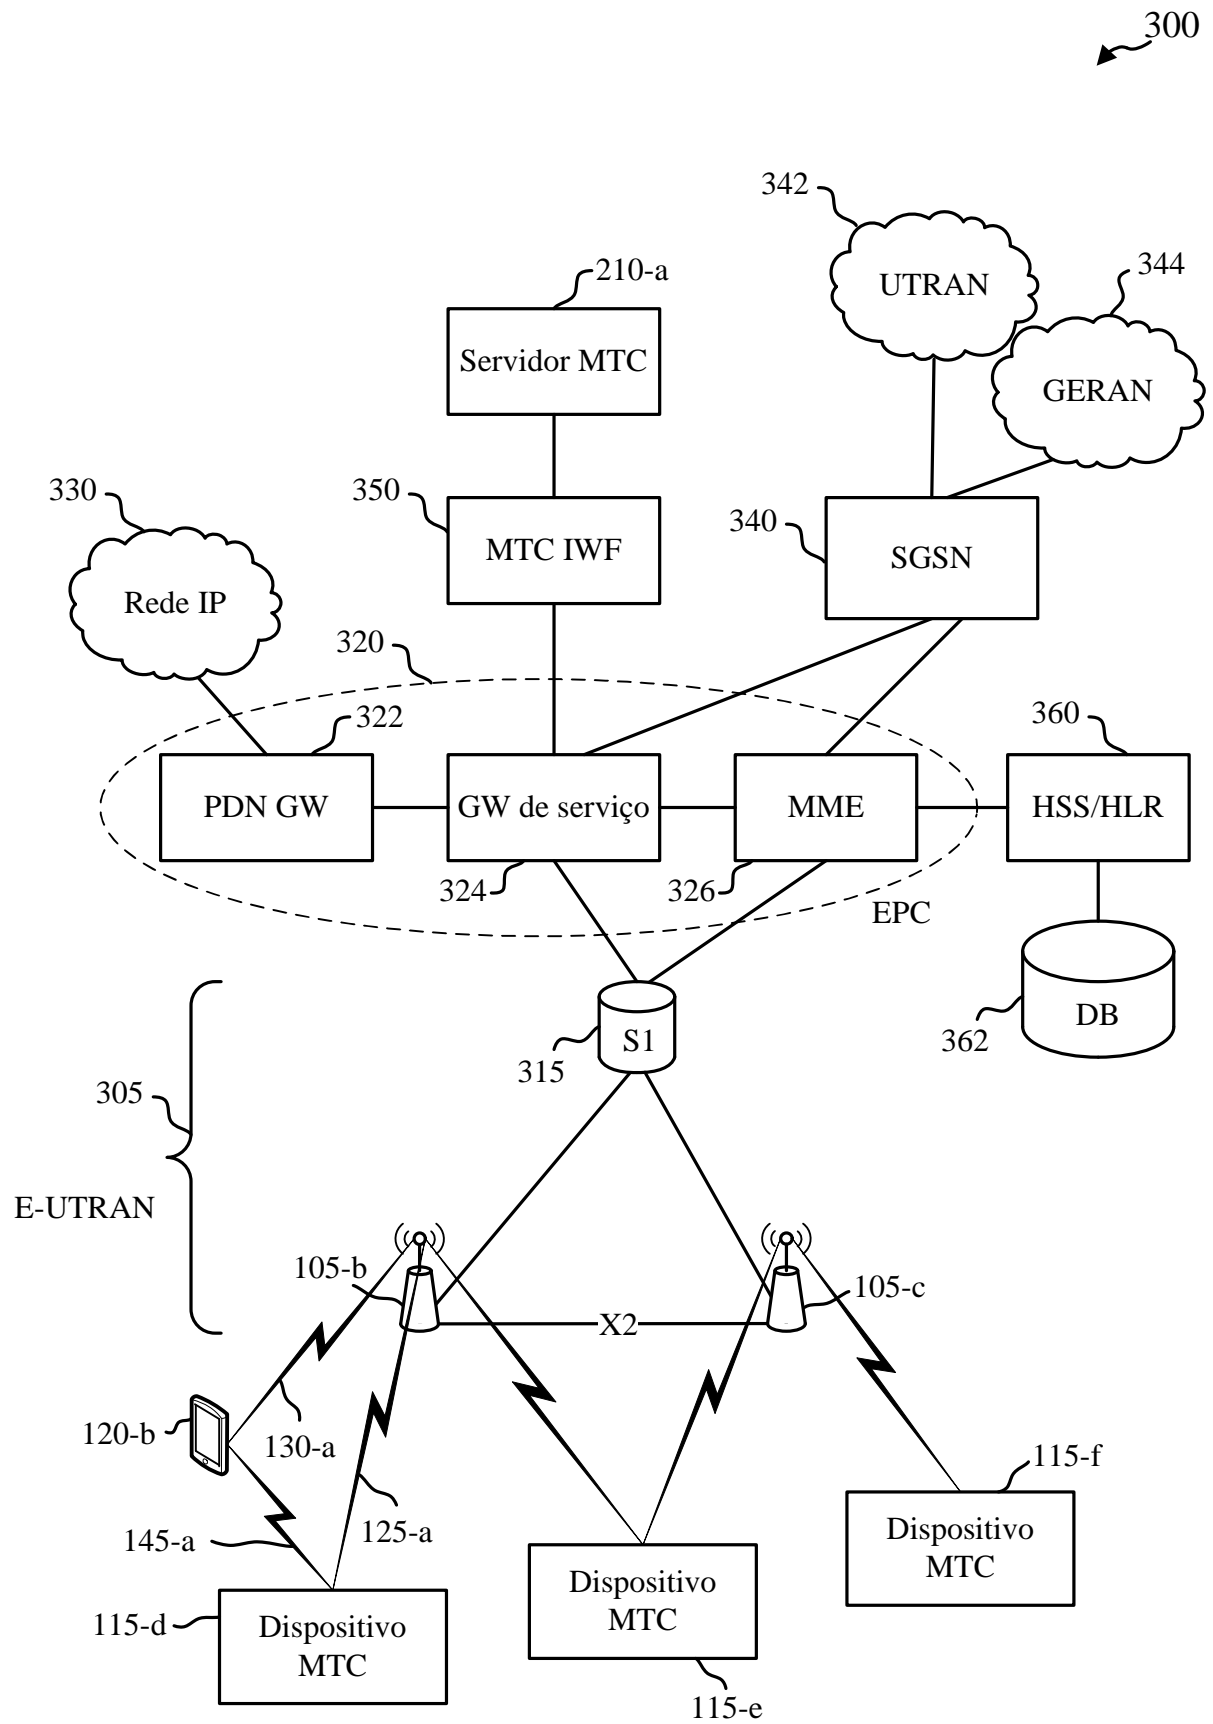 300
342
UTRAN
344
GERAN
210-a
Servidor MTC
330
Rede IP
350
MTC IWF
340
SGSN
320
322
PDN GW
GW de serviço
324
MME
326
EPC
360
HSS/HLR
362
DB
S1
315
305
E-UTRAN
105-b
X2
105-c
120-b
130-a
145-a
125-a
115-d
Dispositivo
MTC
Dispositivo
MTC
115-e
115-f
Dispositivo
MTC